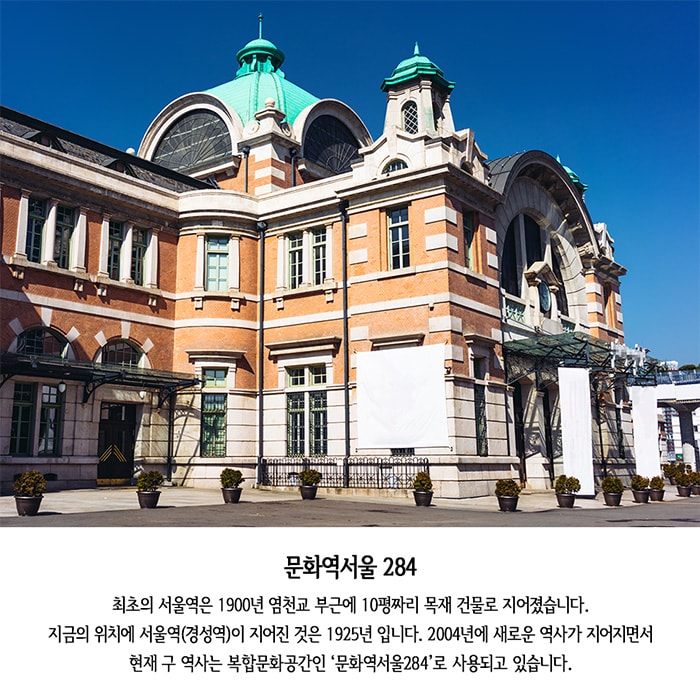 문화역서울 284
최초의 서울역은 1900년 염천교 부근에 10평짜리 목재 건물로 지어졌습니다.
지금의 위치에 서울역(경성역)이 지어진 것은 1925년 입니다. 2004년에 새로운 역사가 지어지면서
현재 구 역사는 복합문화공간인 ‘문화역서울284’로 사용되고 있습니다.